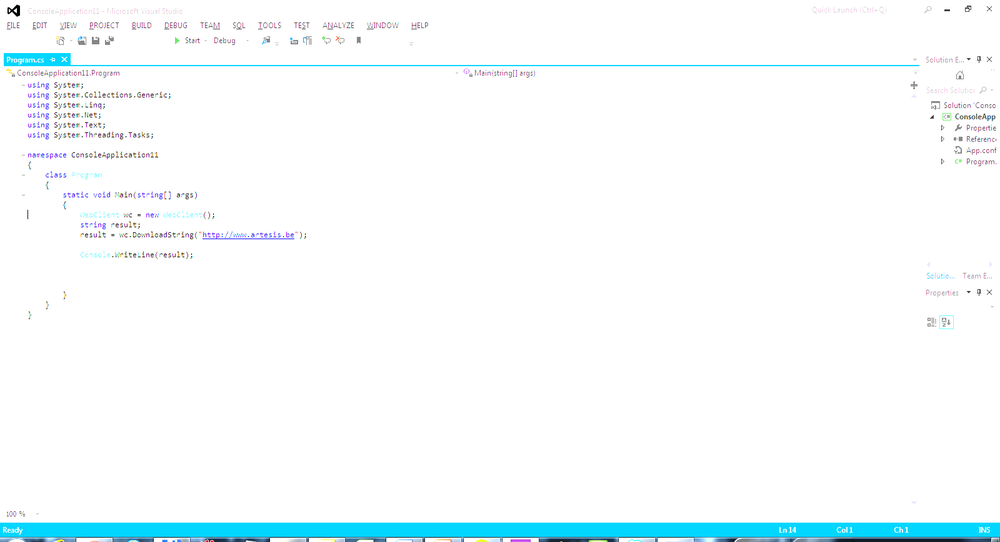 ConsoleApplication11 - Microsoft Visual Studio
Quick Launch (Ctrl+Q)
FILE EDIT VIEW PROJECT BUILD DEBUG TEAM SQL TOOLS TEST ANALYZE WINDOW HELP
Start Debug
Program.cs
Solution E...
ConsoleApplication11.Program
Main(string[] args)
using System;
using System.Collections.Generic;
using System.Linq;
using System.Net;
using System.Text;
using System.Threading.Tasks;
namespace ConsoleApplication11
{
class Program
{
static void Main(string[] args)
{
WebClient wc = new WebClient();
string result;
result = wc.DownloadString("http://www.artesis.be");
Console.WriteLine(result);
}
}
}
Search Solutio
Solution 'Conso
C# ConsoleApp
Propertie
Referenc
App.conf
C# Program.
Solutio... Team E...
Properties
100 %
Ready
Ln 14 Col 1 Ch 1 INS